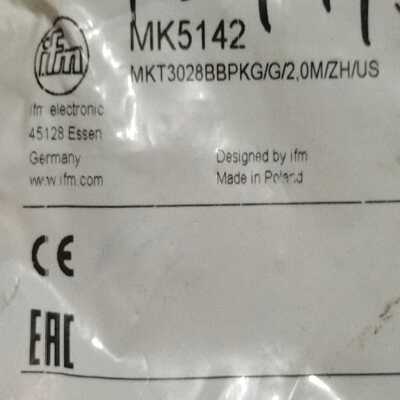 ifm
MK5142
MKT3028BBPKG/G/2,0M/ZH/US
ifm electronic
45128 Essen
Germany
www.ifm.com
Designed by ifm
Made in Poland
CE
EAC